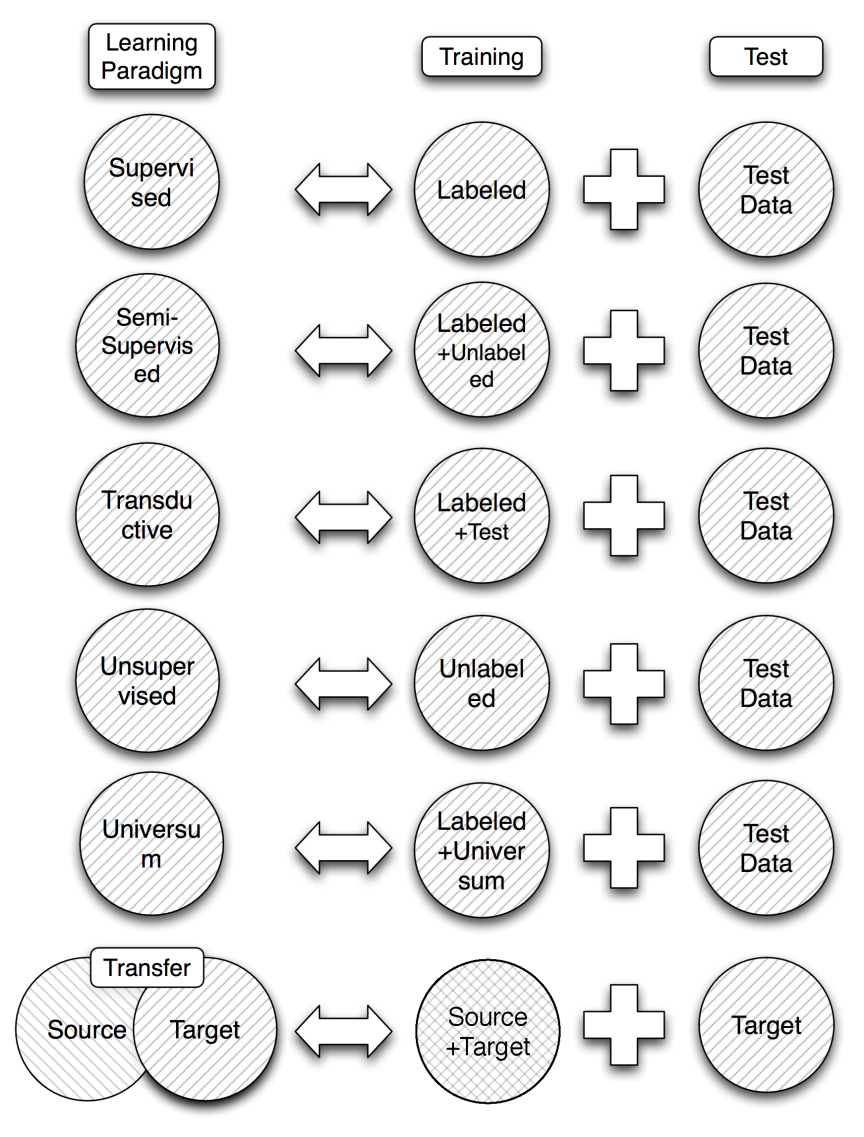 Learning
Paradigm
Training
Test
Supervi
sed
Labeled
Test
Data
Semi-
Supervis
ed
Labeled
+Unlabel
ed
Test
Data
Transdu
ctive
Labeled
+Test
Test
Data
Unsuper
vised
Unlabel
ed
Test
Data
Universu
m
Labeled
+Univer
sum
Test
Data
Transfer
Source
Target
Source
+Target
Target